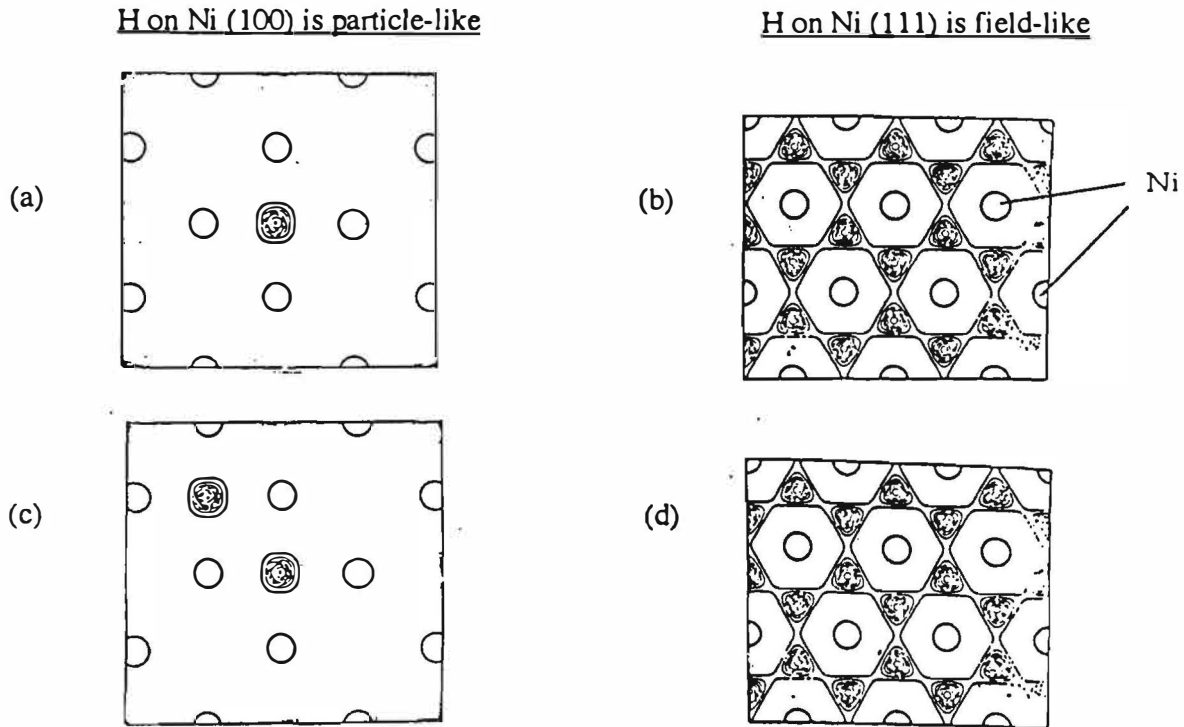 H on Ni (100) is particle-like
H on Ni (111) is field-like
(a)
(b)
Ni
(c)
(d)